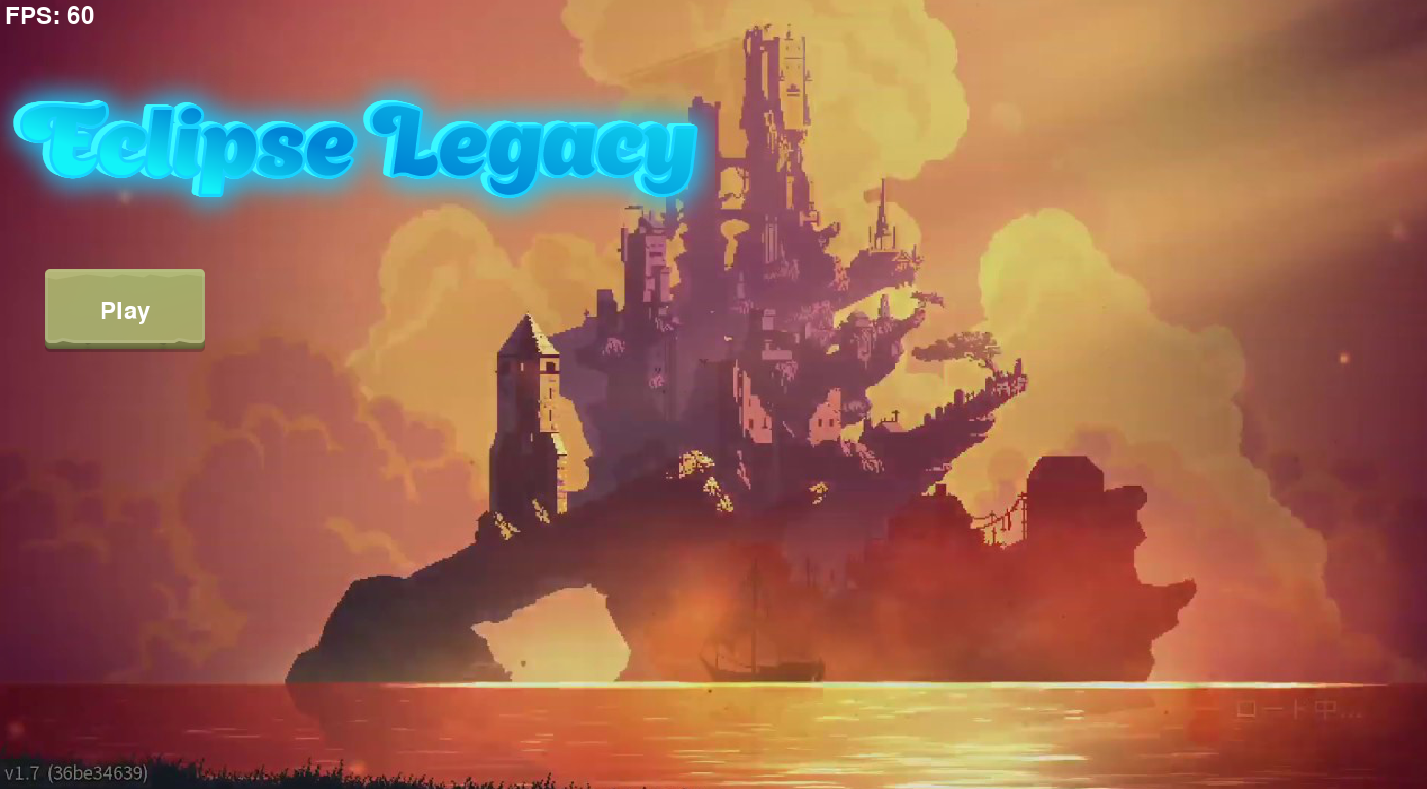 FPS: 60
Eclipse Legacy
Play
ロード中...
v1.7 (36be34639)